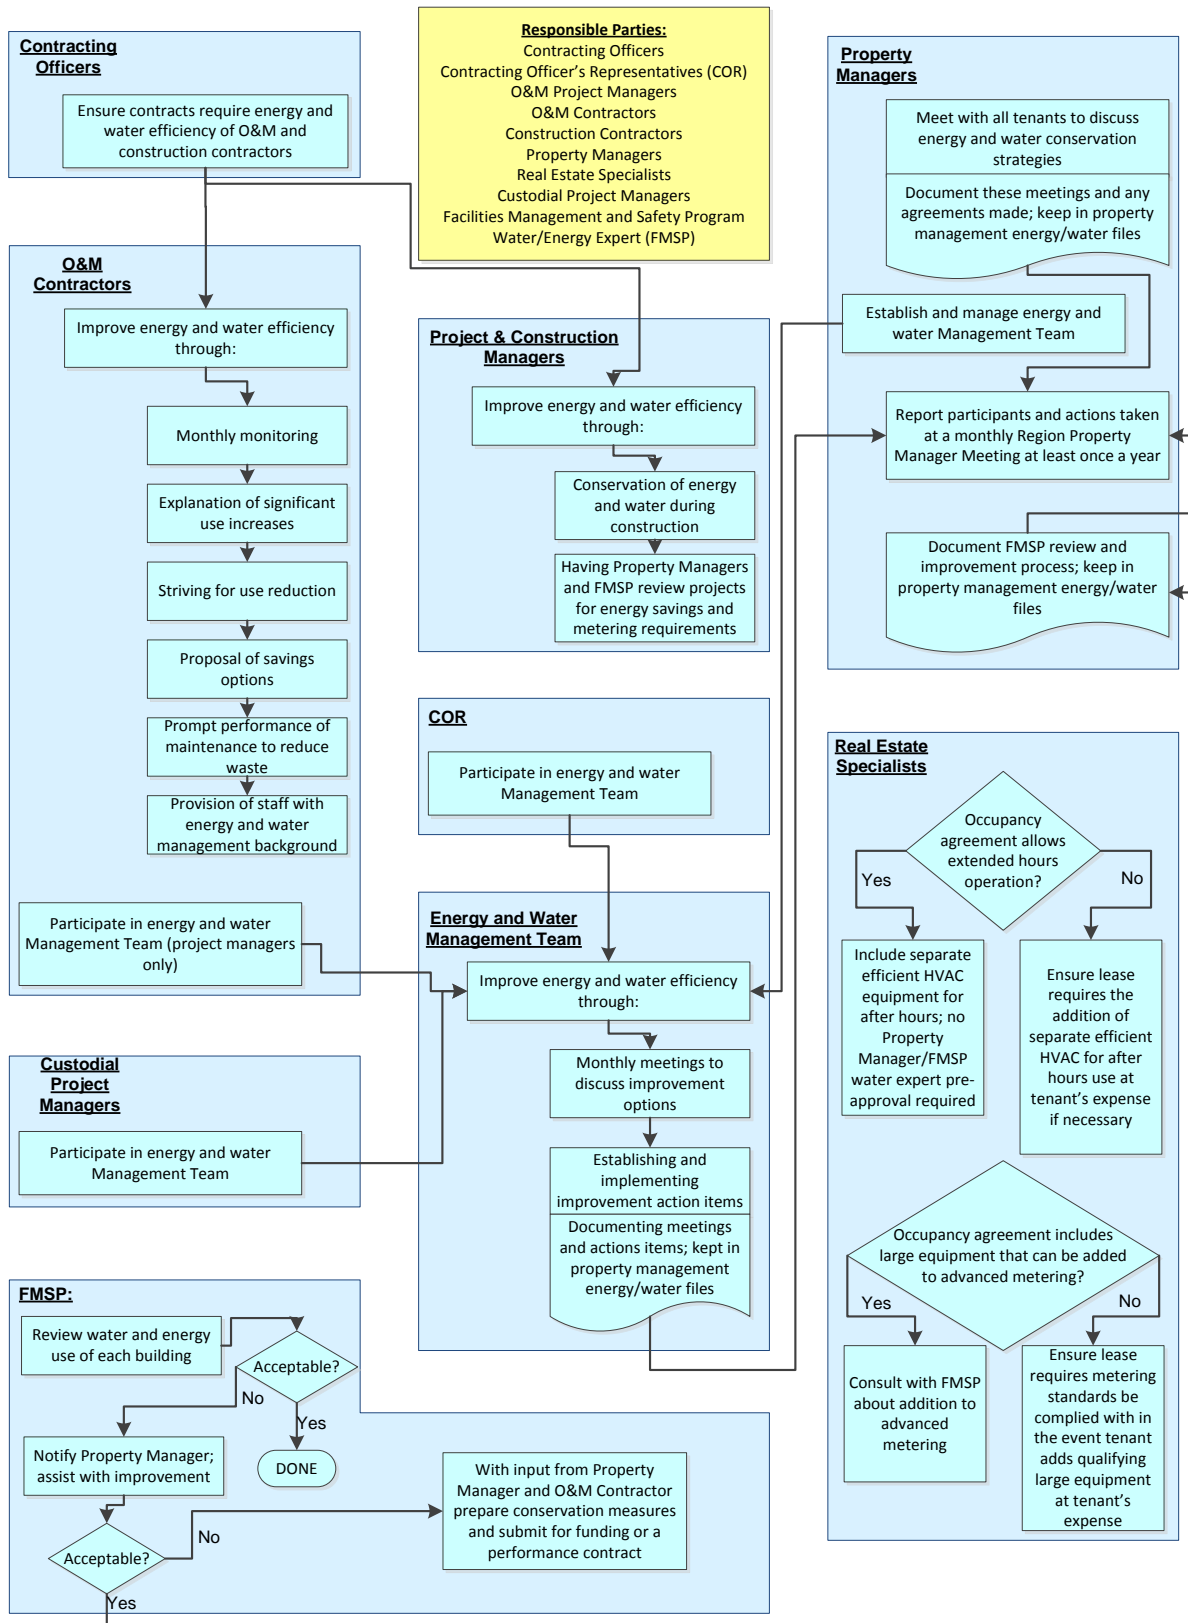 Contracting
Officers
Ensure contracts require energy and
water efficiency of O&M and
construction contractors
Responsible Parties:
Contracting Officers
Contracting Officer's Representatives (COR)
O&M Project Managers
O&M Contractors
Construction Contractors
Property Managers
Real Estate Specialists
Custodial Project Managers
Facilities Management and Safety Program
Water/Energy Expert (FMSP)
Property
Managers
Meet with all tenants to discuss
energy and water conservation
strategies
Document these meetings and any
agreements made; keep in property
management energy/water files
Establish and manage energy and
water Management Team
Report participants and actions taken
at a monthly Region Property
Manager Meeting at least once a year
Document FMSP review and
improvement process; keep in
property management energy/water
files
O&M
Contractors
Improve energy and water efficiency
through:
Monthly monitoring
Explanation of significant
use increases
Striving for use reduction
Proposal of savings
options
Prompt performance of
maintenance to reduce
waste
Provision of staff with
energy and water
management background
Participate in energy and water
Management Team (project managers
only)
Project & Construction
Managers
Improve energy and water efficiency
through:
Conservation of energy
and water during
construction
Having Property Managers
and FMSP review projects
for energy savings and
metering requirements
COR
Participate in energy and water
Management Team
Energy and Water
Management Team
Improve energy and water efficiency
through:
Monthly meetings to
discuss improvement
options
Establishing and
implementing
improvement action items
Documenting meetings
and actions items; kept in
property management
energy/water files
Real Estate
Specialists
Occupancy
agreement allows
extended hours
operation?
Yes
No
Include separate
efficient HVAC
equipment for
after hours; no
Property
Manager/FMSP
water expert pre-
approval required
Ensure lease
requires the
addition of
separate efficient
HVAC for after
hours use at
tenant's expense
if necessary
Occupancy agreement includes
large equipment that can be added
to advanced metering?
Yes
No
Consult with FMSP
about addition to
advanced
metering
Ensure lease
requires metering
standards be
complied with in
the event tenant
adds qualifying
large equipment
at tenant's
expense
Custodial
Project
Managers
Participate in energy and water
Management Team
FMSP:
Review water and energy
use of each building
Acceptable?
No
Yes
DONE
Notify Property Manager;
assist with improvement
Acceptable?
No
Yes
With input from Property
Manager and O&M Contractor
prepare conservation measures
and submit for funding or a
performance contract